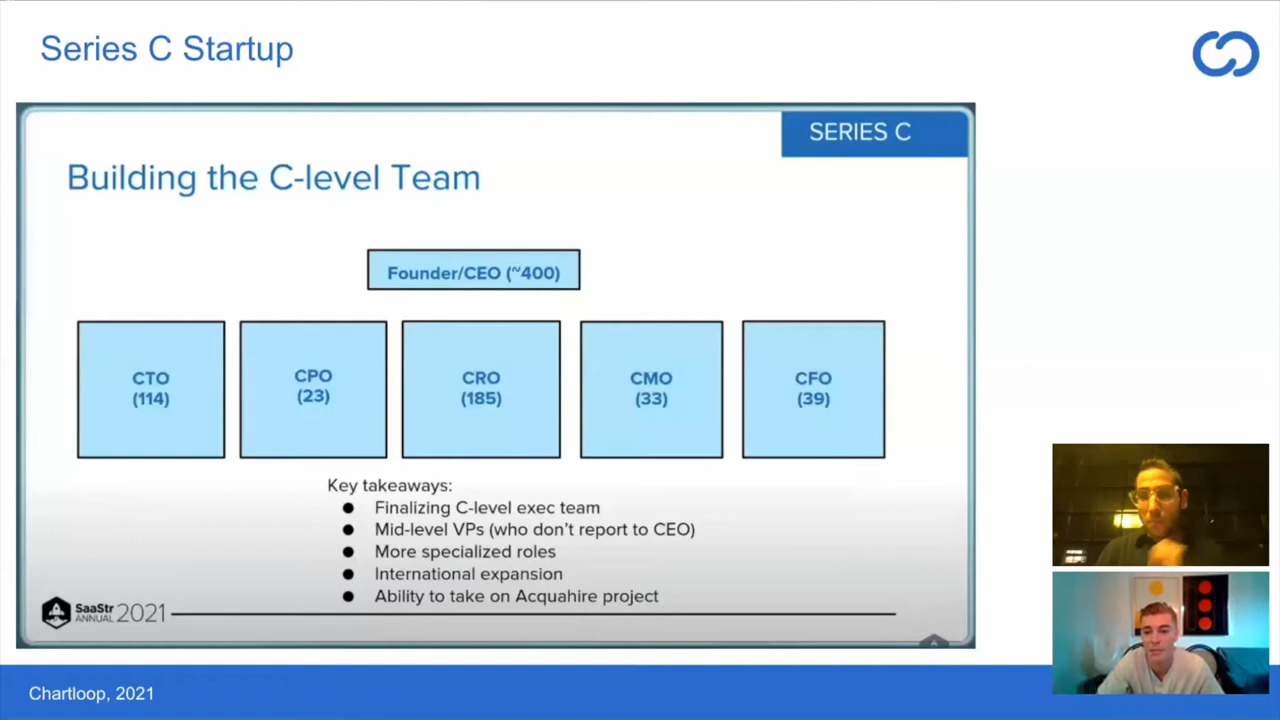 Series C Startup
SERIES C
Building the C-level Team
Founder/CEO (~400)
CTO
(114)
CPO
(23)
CRO
(185)
CMO
(33)
CFO
(39)
Key takeaways:
● Finalizing C-level exec team
● Mid-level VPs (who don't report to CEO)
● More specialized roles
● International expansion
● Ability to take on Acquahire project
SaaStr
ANNUAL 2021
Chartloop, 2021